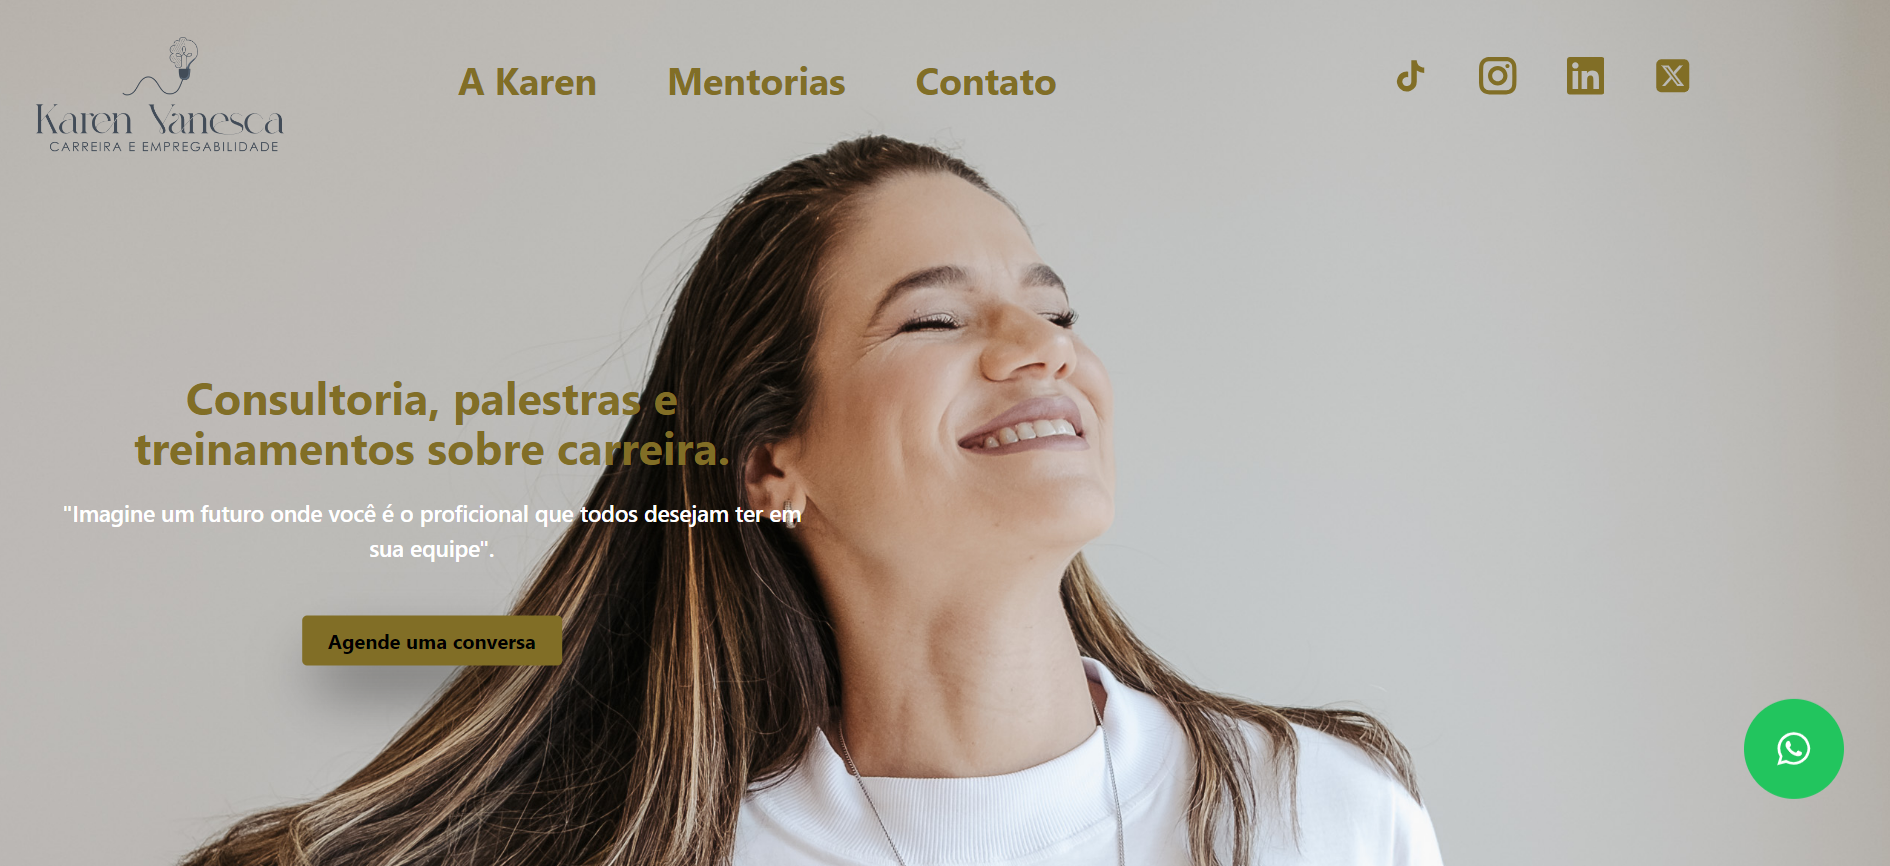 Karen Vanesca
CARREIRA E EMPREGABILIDADE
A Karen
Mentorias
Contato
Consultoria, palestras e
treinamentos sobre carreira.
"Imagine um futuro onde você é o proficional que todos desejam ter em
sua equipe".
Agende uma conversa